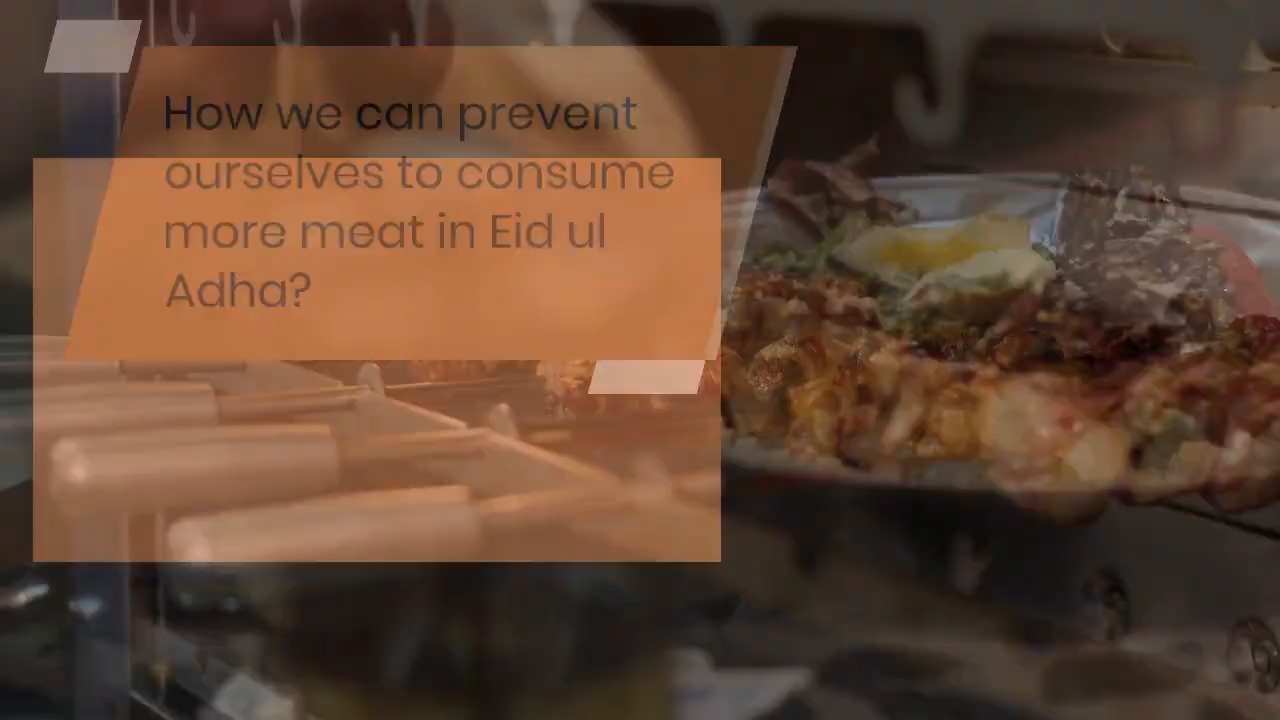 How we can prevent
ourselves to consume
more meat in Eid ul
Adha?